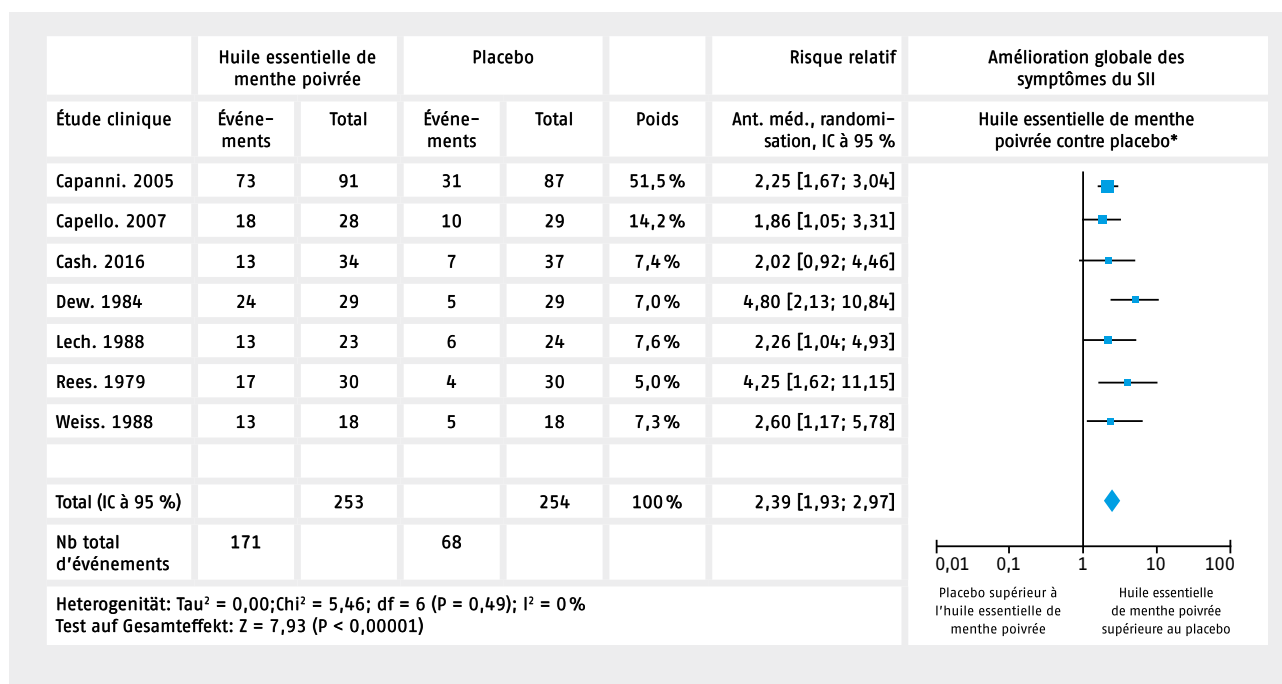 Huile essentielle de
menthe poivrée
Placebo
Risque relatif
Amélioration globale des
symptômes du SII
Étude clinique
Événe-
ments
Total
Événe-
ments
Total
Poids
Ant. méd., randomi-
sation, IC à 95 %
Huile essentielle de menthe
poivrée contre placebo*
Capanni. 2005 73 91 31 87 51,5 % 2,25 [1,67; 3,04]
Capello. 2007 18 28 10 29 14,2 % 1,86 [1,05; 3,31]
Cash. 2016 13 34 7 37 7,4 % 2,02 [0,92; 4,46]
Dew. 1984 24 29 5 29 7,0 % 4,80 [2,13; 10,84]
Lech. 1988 13 23 6 24 7,6 % 2,26 [1,04; 4,93]
Rees. 1979 17 30 4 30 5,0 % 4,25 [1,62; 11,15]
Weiss. 1988 13 18 5 18 7,3 % 2,60 [1,17; 5,78]
Total (IC à 95 %) 253 254 100 % 2,39 [1,93; 2,97]
Nb total
d'événements
171 68
Heterogenität: Tau² = 0,00;Chi² = 5,46; df = 6 (P = 0,49); I² = 0 %
Test auf Gesamteffekt: Z = 7,93 (P < 0,00001)
0,01 0,1 1 10 100
Placebo supérieur à
l'huile essentielle de
menthe poivrée
Huile essentielle
de menthe poivrée
supérieure au placebo